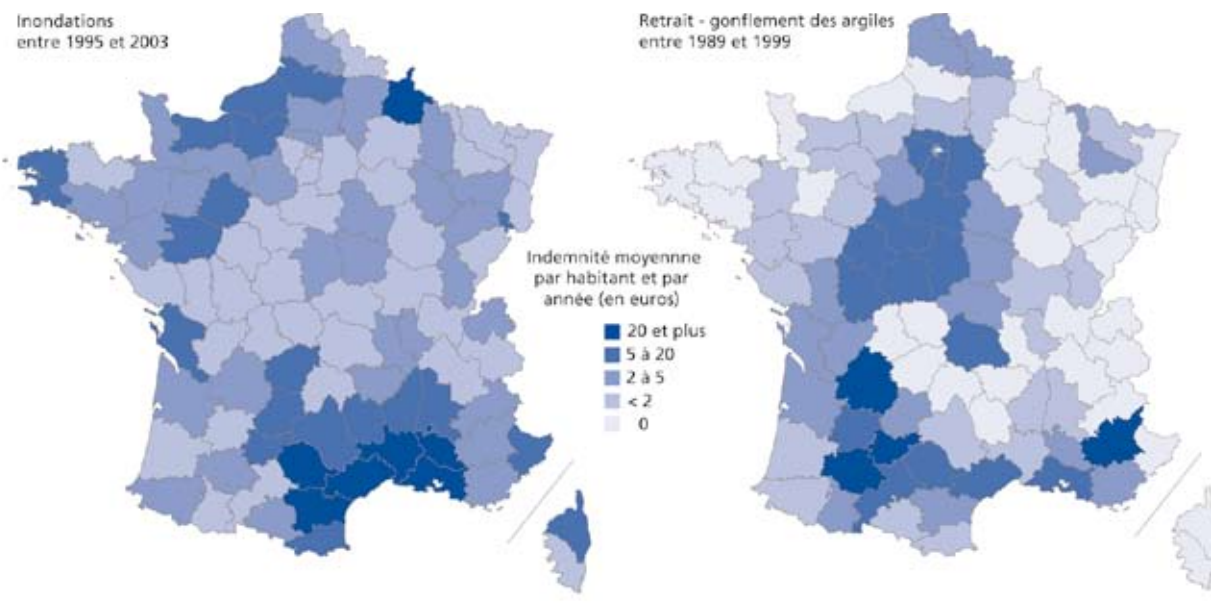 Inondations
entre 1995 et 2003
Retrait - gonflement des argiles
entre 1989 et 1999
Indemnité moyennne
par habitant et par
année (en euros)
20 et plus
5 à 20
2 à 5
< 2
0